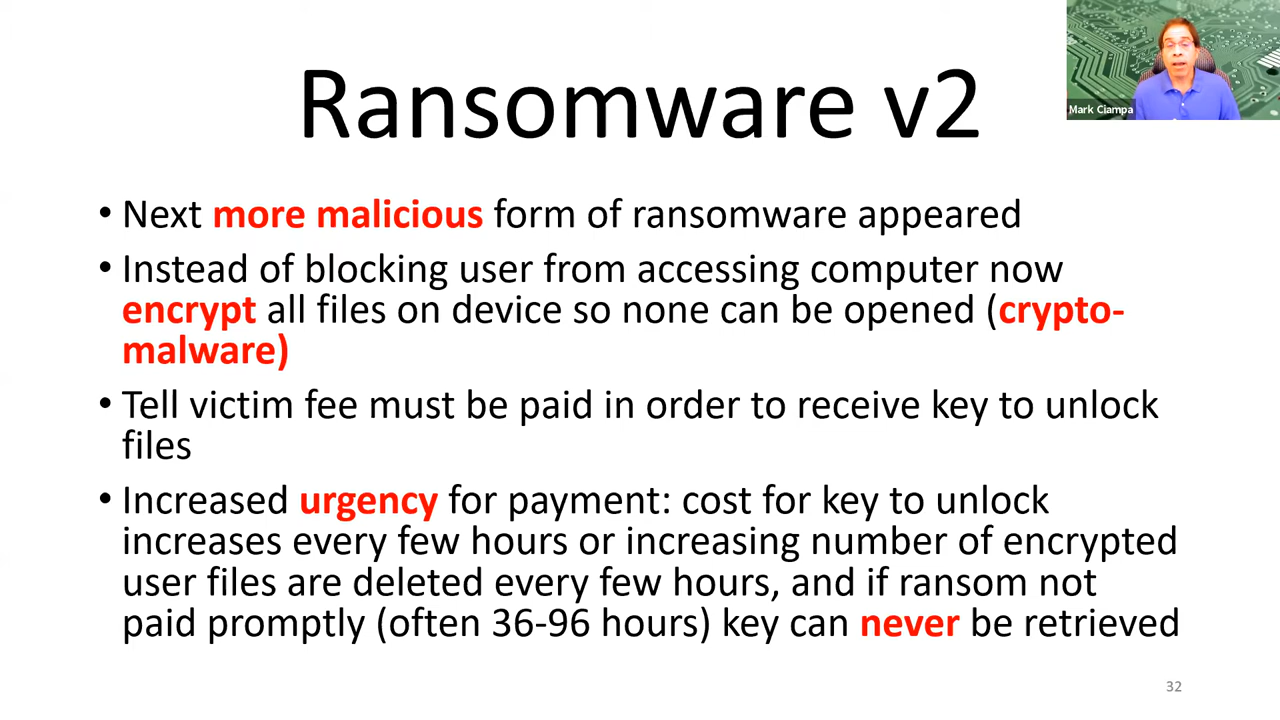 Ransomware v2
Mark Ciampa
• Next more malicious form of ransomware appeared
• Instead of blocking user from accessing computer now
encrypt all files on device so none can be opened (crypto-
malware)
• Tell victim fee must be paid in order to receive key to unlock
files
• Increased urgency for payment: cost for key to unlock
increases every few hours or increasing number of encrypted
user files are deleted every few hours, and if ransom not
paid promptly (often 36-96 hours) key can never be retrieved
32